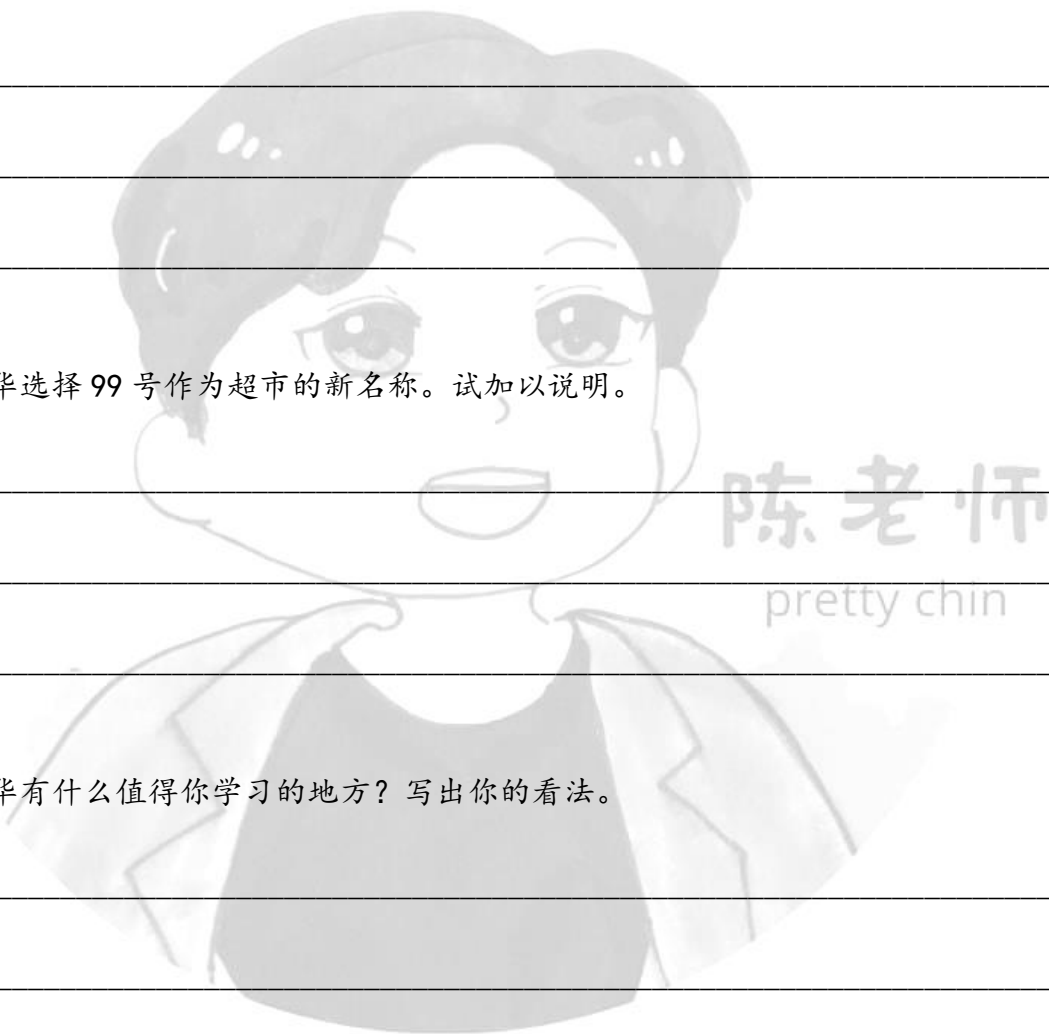 华选择 99 号作为超市的新名称。试加以说明。
陈老师
pretty chin
华有什么值得你学习的地方？写出你的看法。